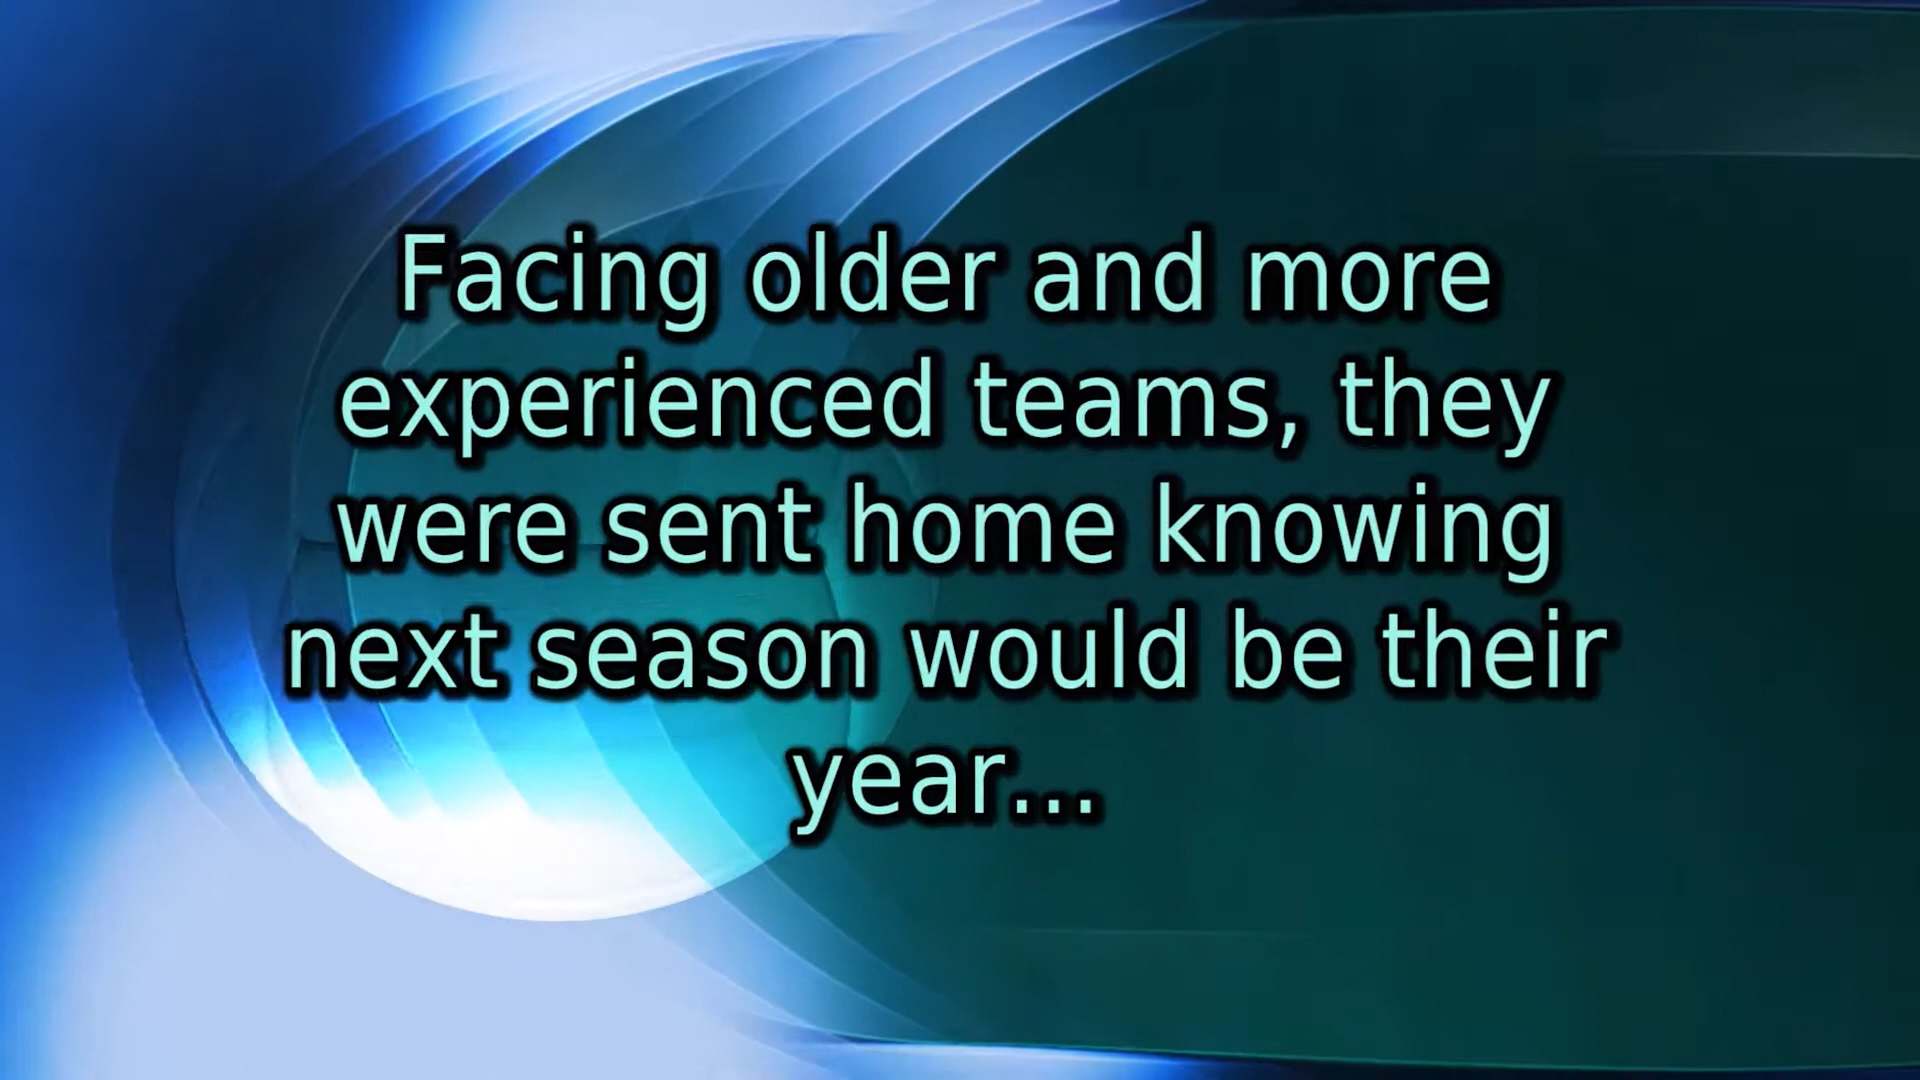 Facing older and more
experienced teams, they
were sent home knowing
next season would be their
year...